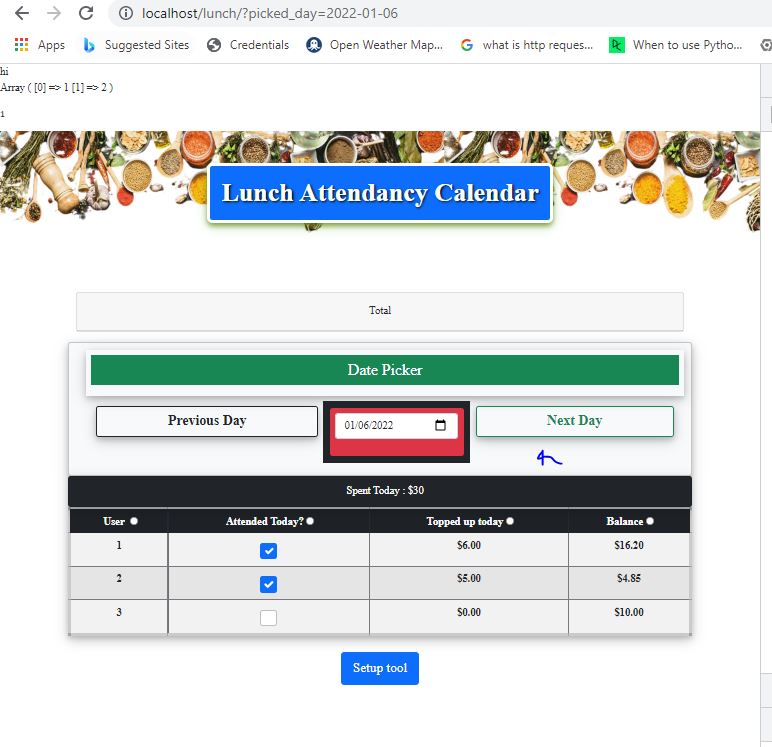 localhost/lunch/?picked_day=2022-01-06
Apps Suggested Sites Credentials Open Weather Map... what is http reques... When to use Pytho...
hi
Array ( [0] => 1 [1] => 2 )
1
Lunch Attendancy Calendar
Total
Date Picker
Previous Day 01/06/2022 Next Day
Spent Today : $30
User Attended Today? Topped up today Balance
1 $6.00 $16.20
2 $5.00 $4.85
3 $0.00 $10.00
Setup tool